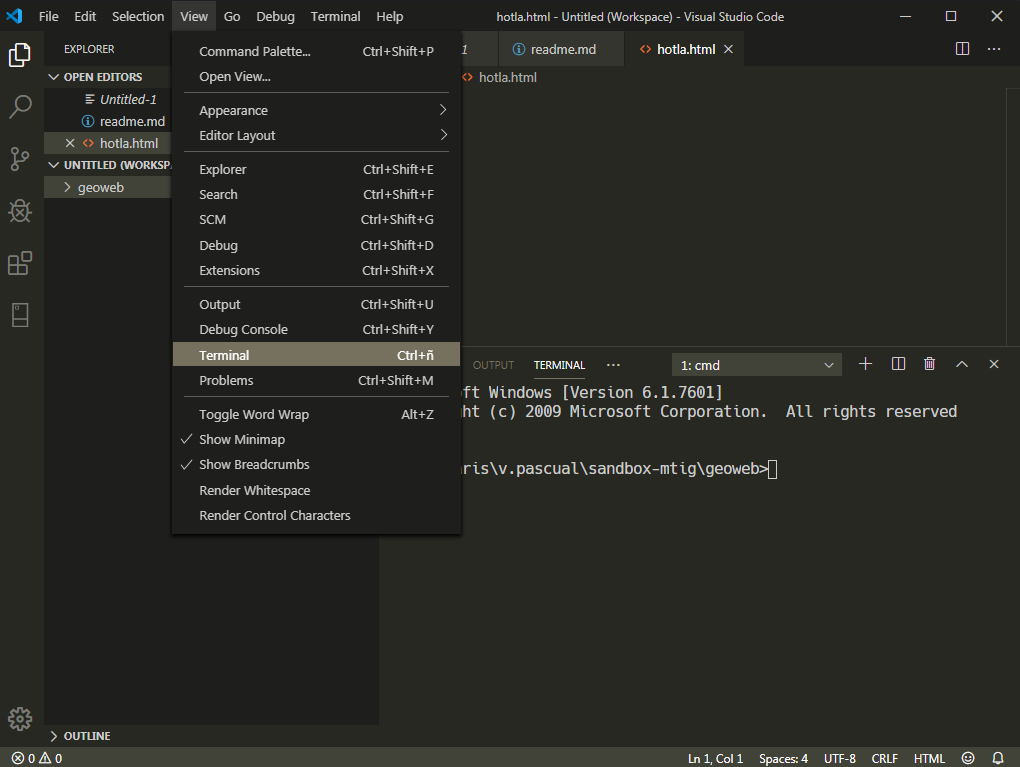 File Edit Selection View Go Debug Terminal Help hotla.html - Untitled (Workspace) - Visual Studio Code
EXPLORER
OPEN EDITORS
Untitled-1
readme.md
hotla.html
UNTITLED (WORKSP
geoweb
Command Palette... Ctrl+Shift+P
Open View...
Appearance
Editor Layout
Explorer Ctrl+Shift+E
Search Ctrl+Shift+F
SCM Ctrl+Shift+G
Debug Ctrl+Shift+D
Extensions Ctrl+Shift+X
Output Ctrl+Shift+U
Debug Console Ctrl+Shift+Y
Terminal Ctrl+ñ
Problems Ctrl+Shift+M
Toggle Word Wrap Alt+Z
Show Minimap
Show Breadcrumbs
Render Whitespace
Render Control Characters
1 readme.md hotla.html
hotla.html
OUTPUT TERMINAL ··· 1: cmd
ft Windows [Version 6.1.7601]
ht (c) 2009 Microsoft Corporation. All rights reserved
ris\v.pascual\sandbox-mtig\geoweb>
OUTLINE
0 0 Ln 1, Col 1 Spaces: 4 UTF-8 CRLF HTML